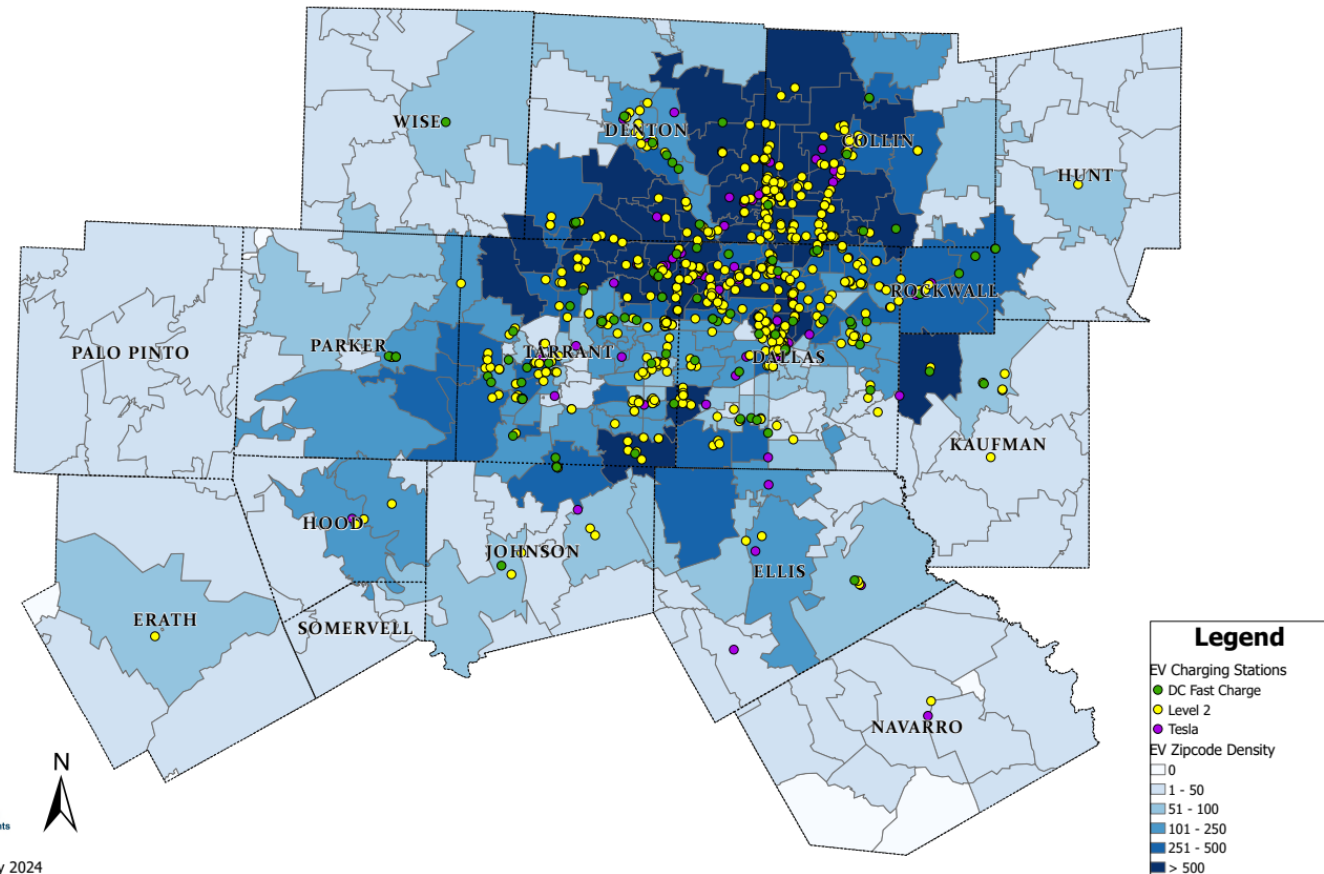 WISE
DENTON
COLLIN
HUNT
ROCKWALL
PALO PINTO
PARKER
TARRANT
DALLAS
KAUFMAN
HOOD
JOHNSON
ELLIS
ERATH
SOMERVELL
NAVARRO
N
2024
Legend
EV Charging Stations
DC Fast Charge
Level 2
Tesla
EV Zipcode Density
0
1 - 50
51 - 100
101 - 250
251 - 500
> 500